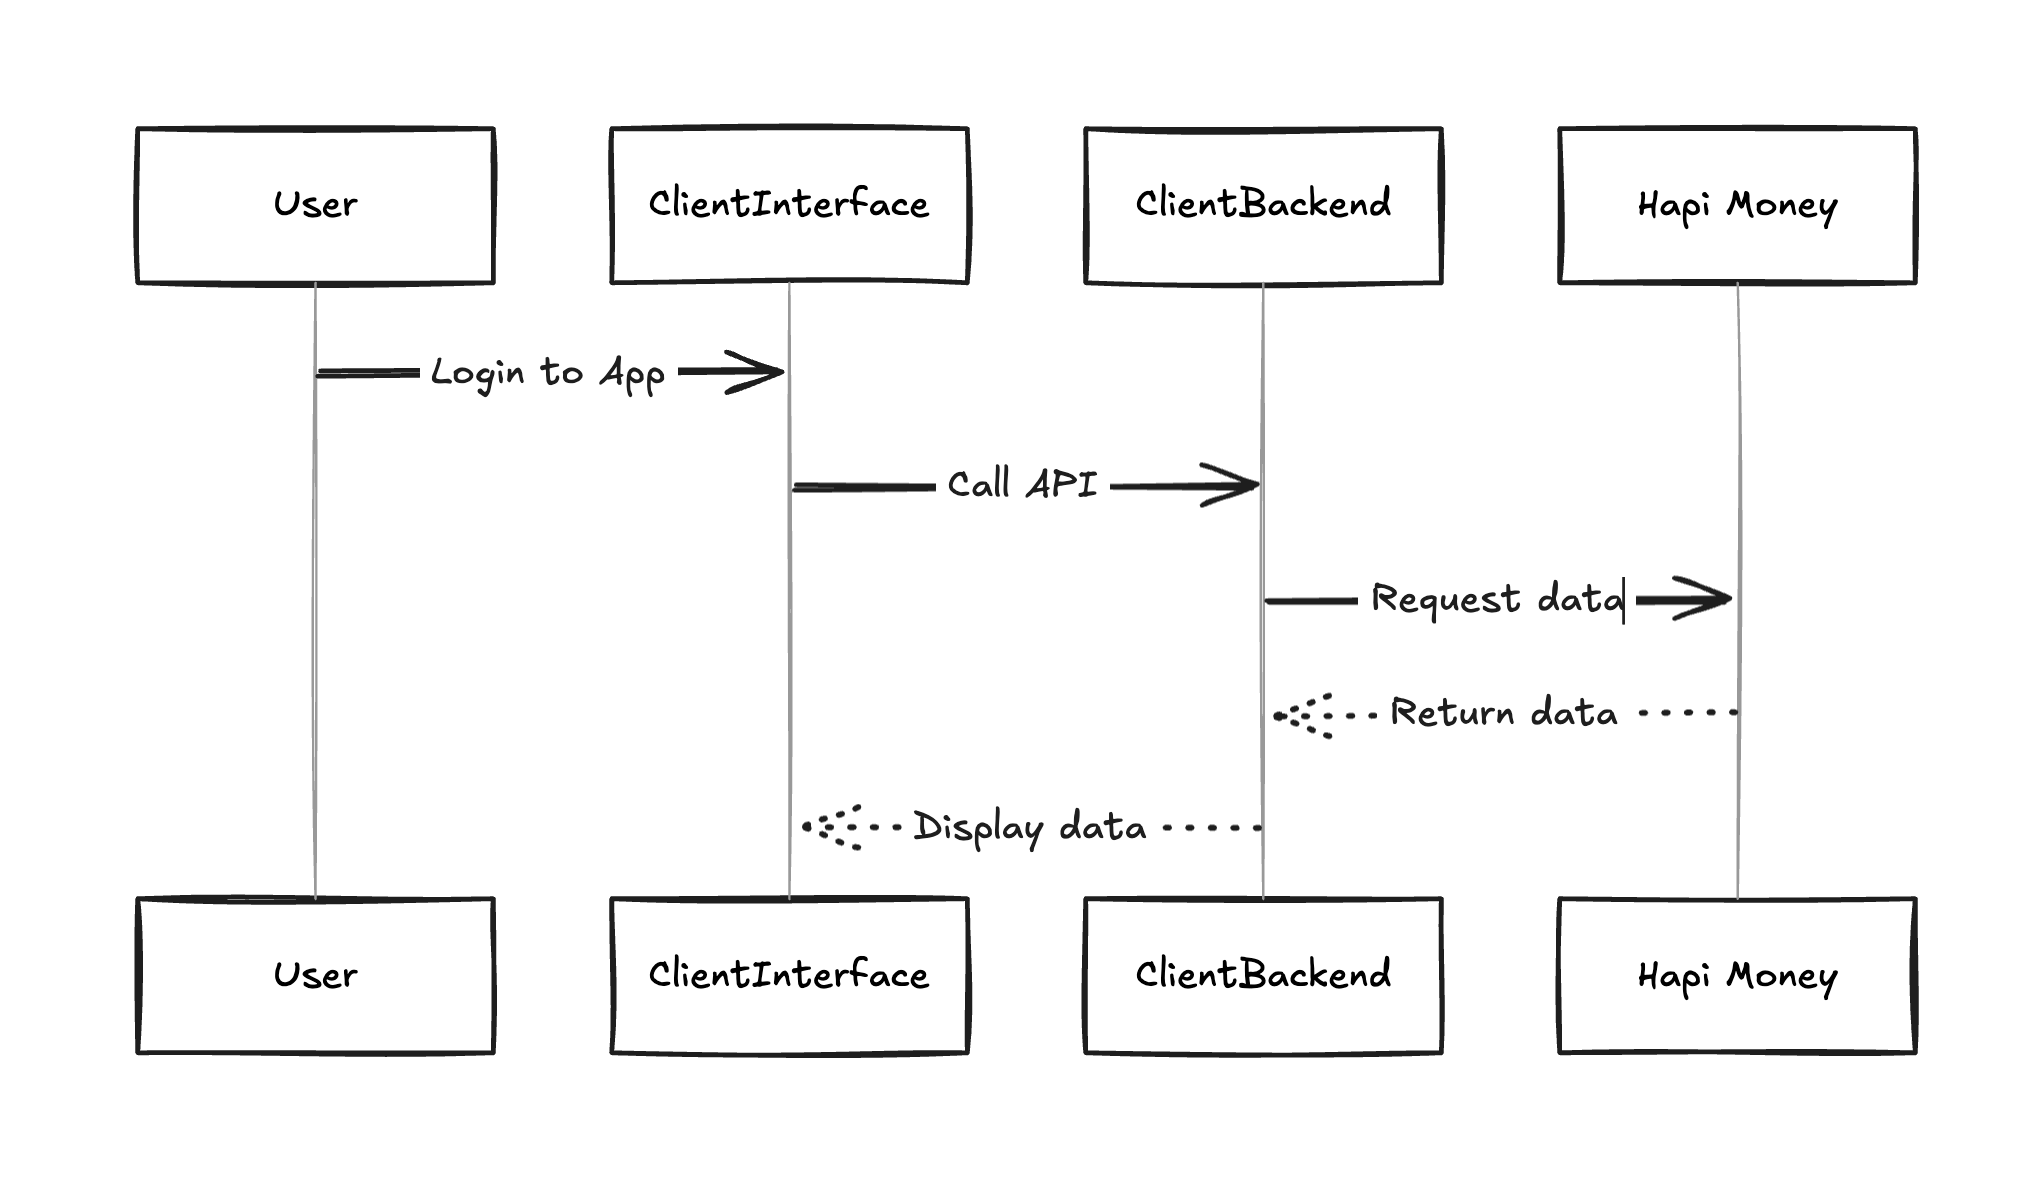 User
ClientInterface
ClientBackend
Hapi Money
Login to App
Call API
Request data
Return data
Display data
User
ClientInterface
ClientBackend
Hapi Money